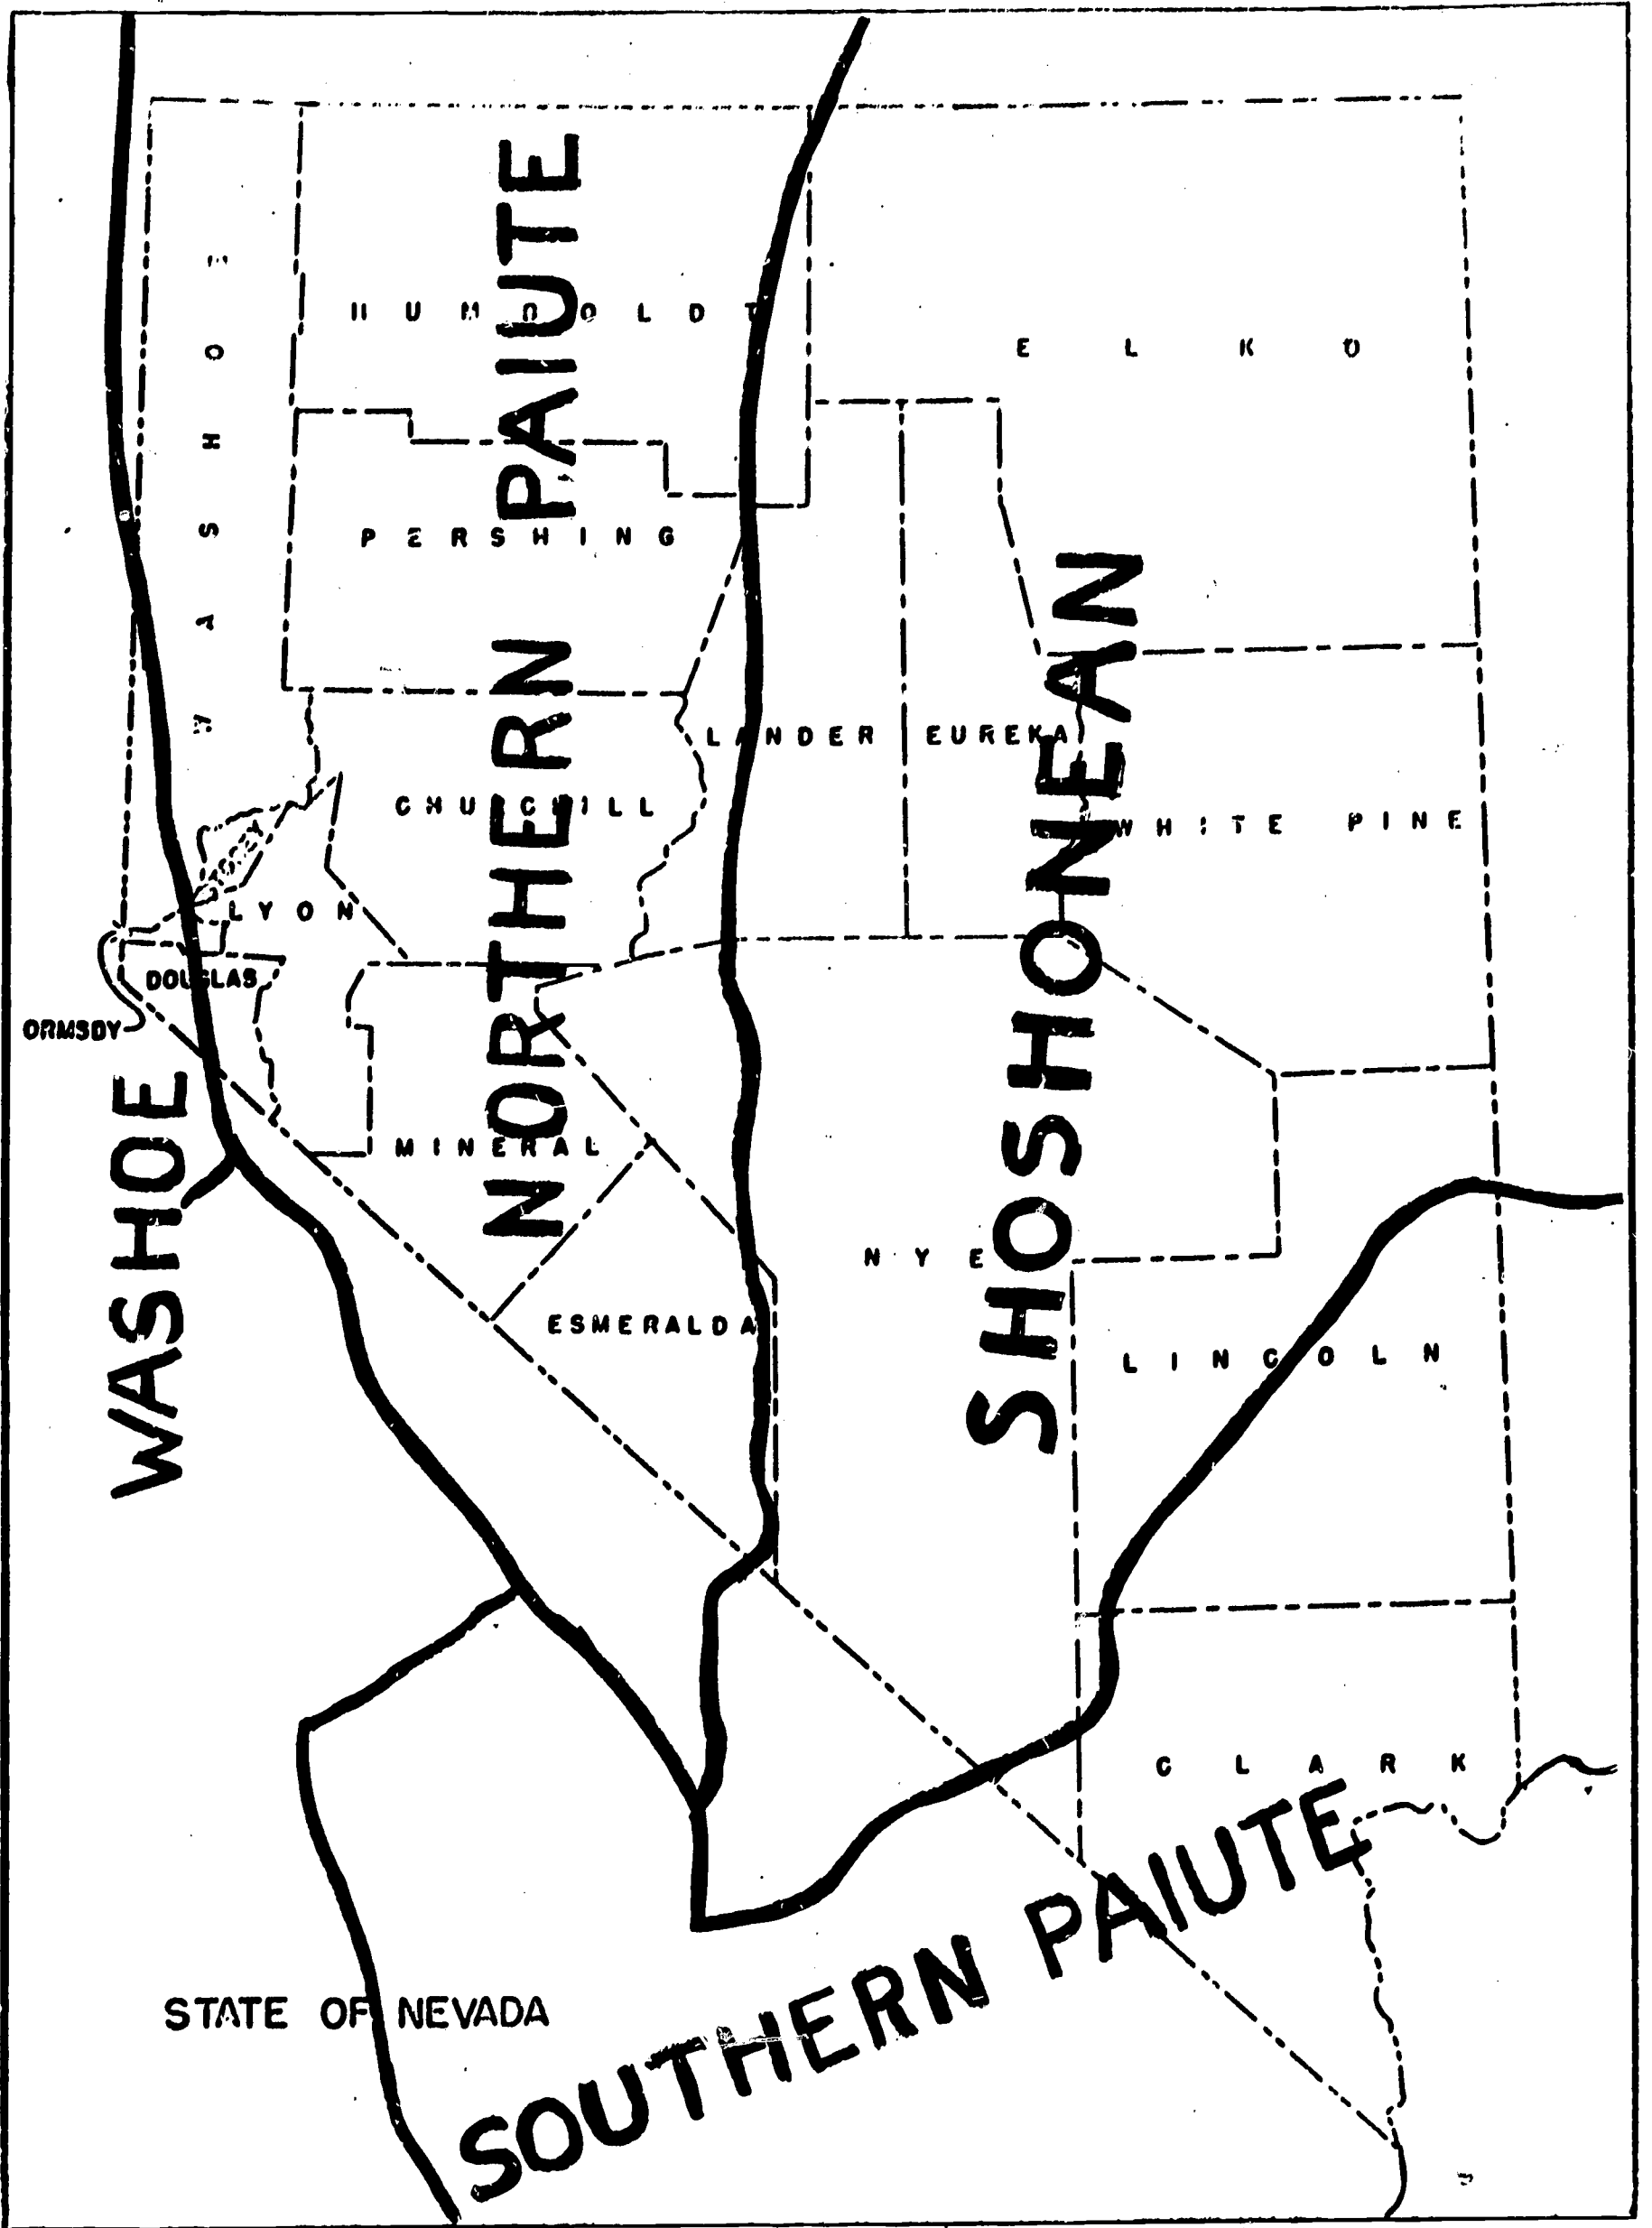 WASHOE
HUMBOLDT
ELKO
PERSHING
LANDER
EUREKA
CHURCHILL
WHITE PINE
LYON
DOUGLAS
ORMSBY
MINERAL
NYE
ESMERALDA
LINCOLN
CLARK
WASHOE
NORTHERN PAIUTE
SHOSHONEAN
SOUTHERN PAIUTE
STATE OF NEVADA